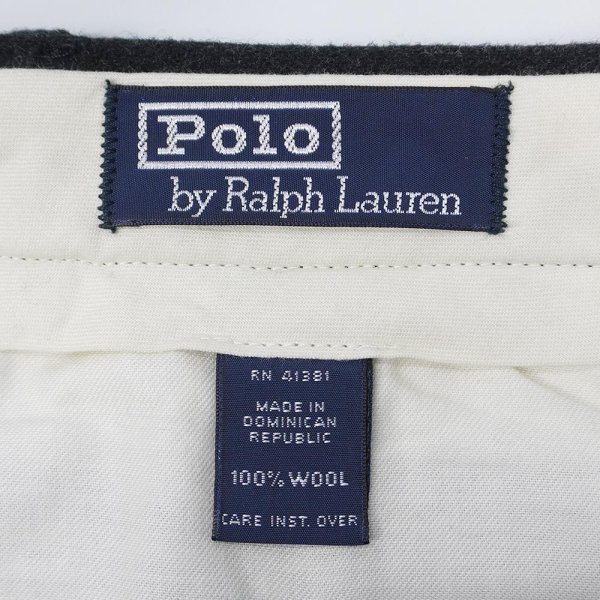 Polo
by Ralph Lauren
RN 41381
MADE IN
DOMINICAN
REPUBLIC
100% WOOL
CARE INST. OVER